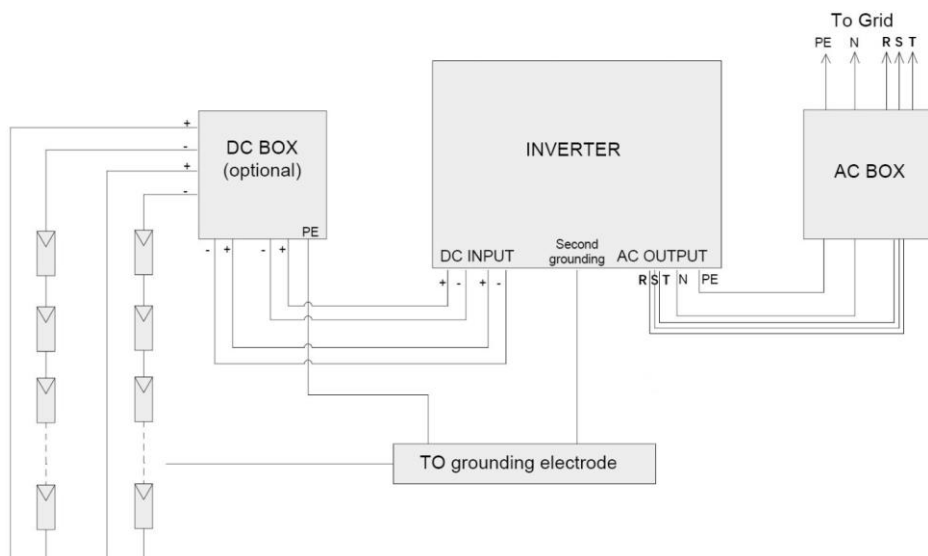 To Grid
PE N R S T
+
-
+
-
DC BOX
(optional)
PE
- + - +
INVERTER
DC INPUT
Second
grounding
AC OUTPUT
+ - + -
R S T N PE
AC BOX
TO grounding electrode